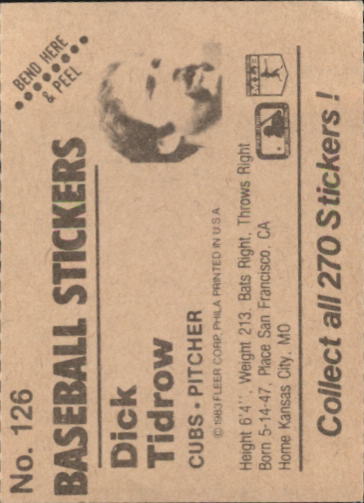 BEND HERE
& PEEL
No. 126
BASEBALL STICKERS
Dick
Tidrow
CUBS • PITCHER
© 1983 FLEER CORP. PHILA PRINTED IN U S A
Height 6'4", Weight 213, Bats Right, Throws Right
Born 5-14-47, Place San Francisco, CA
Home Kansas City, MO
Collect all 270 Stickers!